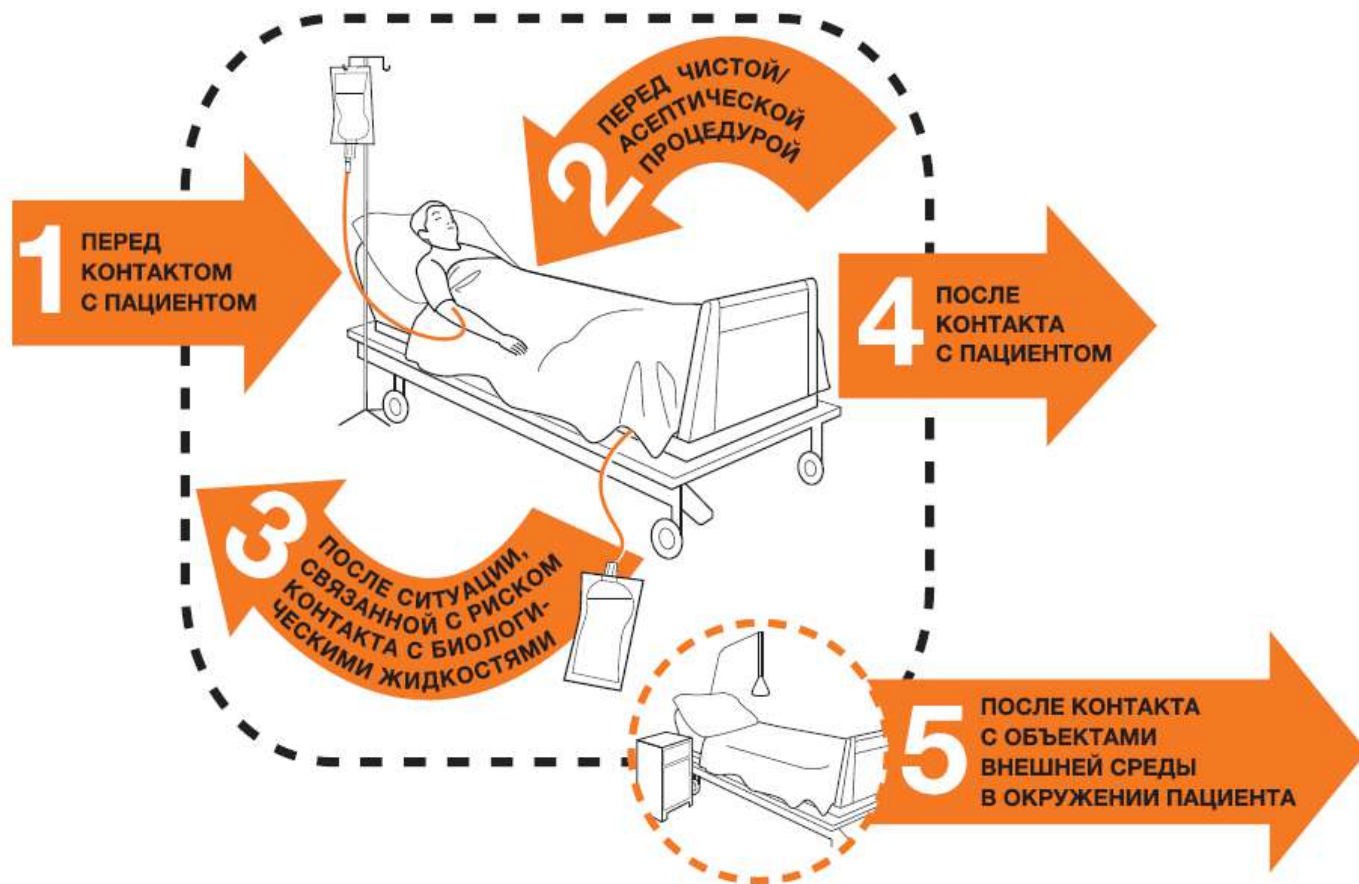 1
ПЕРЕД
КОНТАКТОМ
С ПАЦИЕНТОМ
2
ПЕРЕД ЧИСТОЙ/
АСЕПТИЧЕСКОЙ
ПРОЦЕДУРОЙ
3
ПОСЛЕ СИТУАЦИИ,
СВЯЗАННОЙ С РИСКОМ
КОНТАКТА С БИОЛОГИ-
ЧЕСКИМИ ЖИДКОСТЯМИ
4
ПОСЛЕ
КОНТАКТА
С ПАЦИЕНТОМ
5
ПОСЛЕ КОНТАКТА
С ОБЪЕКТАМИ
ВНЕШНЕЙ СРЕДЫ
В ОКРУЖЕНИИ ПАЦИЕНТА